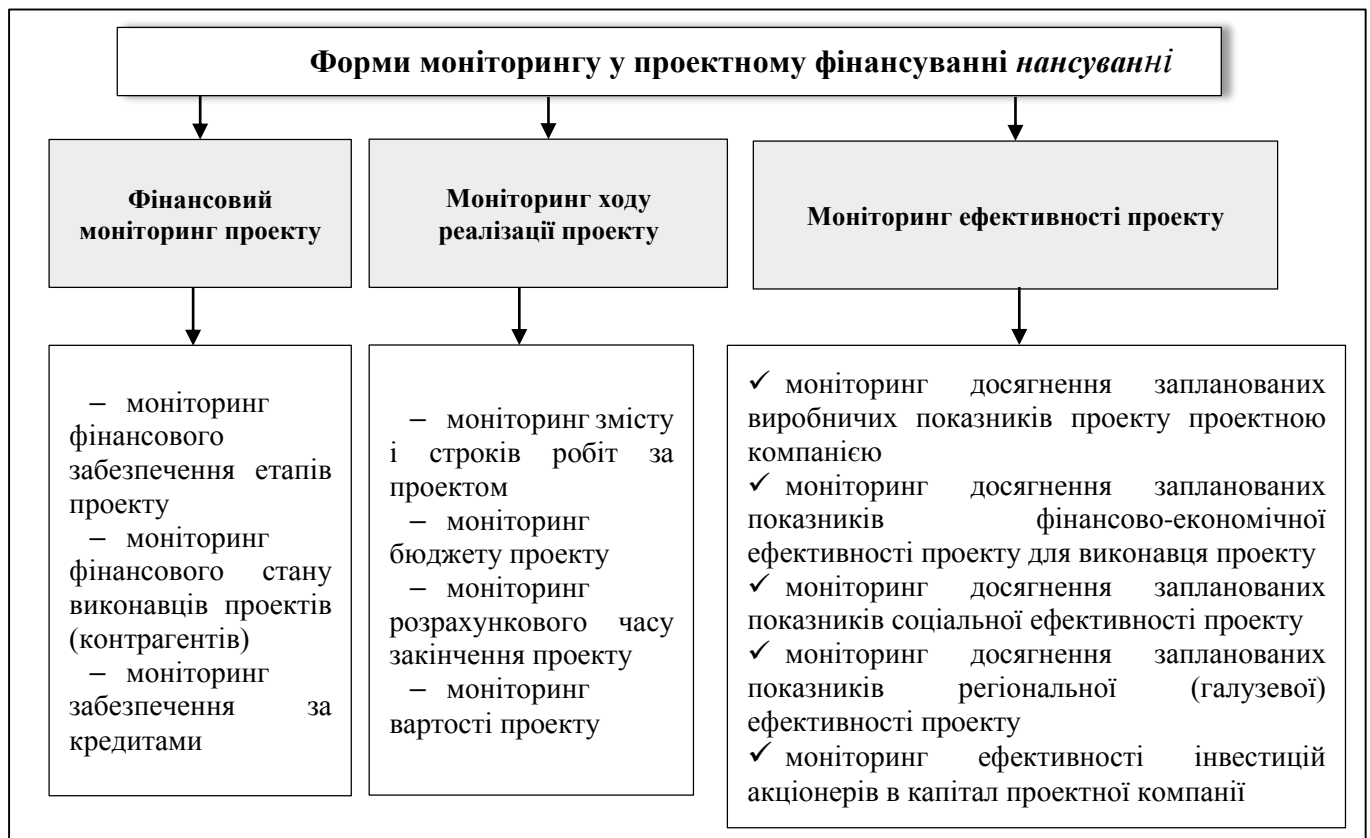 Форми моніторингу у проектному фінансуванні нансуванні
Фінансовий
моніторинг проекту
Моніторинг ходу
реалізації проекту
Моніторинг ефективності проекту
– моніторинг
фінансового
забезпечення етапів
проекту
– моніторинг
фінансового стану
виконавців проектів
(контрагентів)
– моніторинг
забезпечення за
кредитами
– моніторинг змісту
і строків робіт за
проектом
– моніторинг
бюджету проекту
– моніторинг
розрахункового часу
закінчення проекту
– моніторинг
вартості проекту
✓ моніторинг досягнення запланованих
виробничих показників проекту проектною
компанією
✓ моніторинг досягнення запланованих
показників фінансово-економічної
ефективності проекту для виконавця проекту
✓ моніторинг досягнення запланованих
показників соціальної ефективності проекту
✓ моніторинг досягнення запланованих
показників регіональної (галузевої)
ефективності проекту
✓ моніторинг ефективності інвестицій
акціонерів в капітал проектної компанії